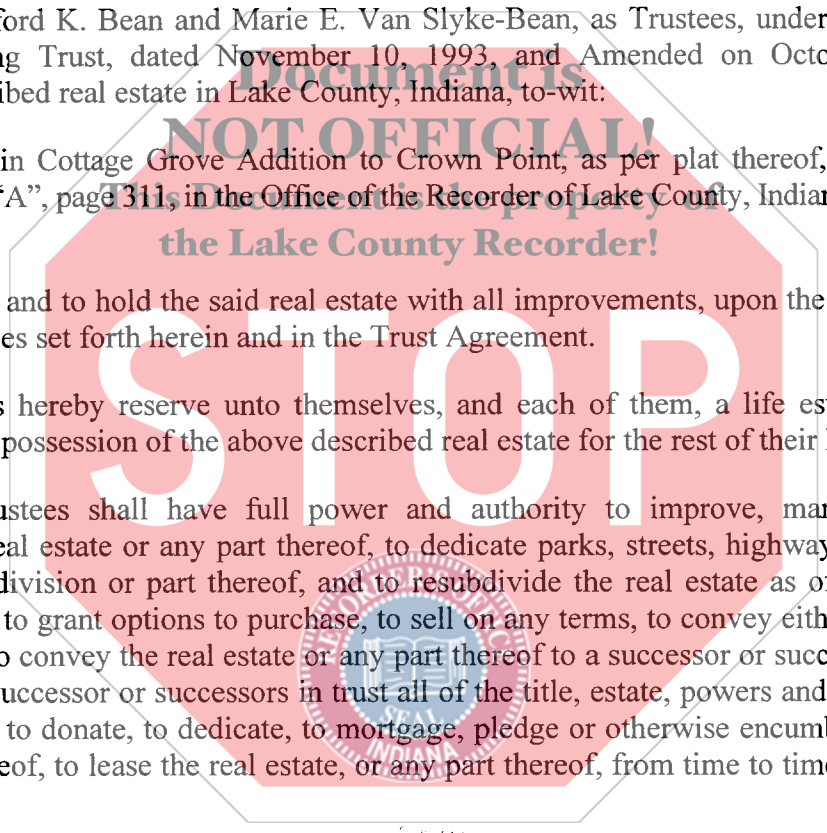 ford K. Bean and Marie E. Van Slyke-Bean, as Trustees, under
ng Trust, dated November 10, 1993, and Amended on Octo
ibed real estate in Lake County, Indiana, to-wit:
Document is
NOT OFFICIAL!
This Document is the property of
the Lake County Recorder!
in Cottage Grove Addition to Crown Point, as per plat thereof,
“A”, page 311, in the Office of the Recorder of Lake County, Indian
and to hold the said real estate with all improvements, upon the
es set forth herein and in the Trust Agreement.
STOP
s hereby reserve unto themselves, and each of them, a life est
possession of the above described real estate for the rest of their
ustees shall have full power and authority to improve, man
eal estate or any part thereof, to dedicate parks, streets, highway
division or part thereof, and to resubdivide the real estate as o
to grant options to purchase, to sell on any terms, to convey eith
o convey the real estate or any part thereof to a successor or succ
uccessor or successors in trust all of the title, estate, powers and
to donate, to dedicate, to mortgage, pledge or otherwise encumb
eof, to lease the real estate, or any part thereof, from time to time
SEAL
INDIANA